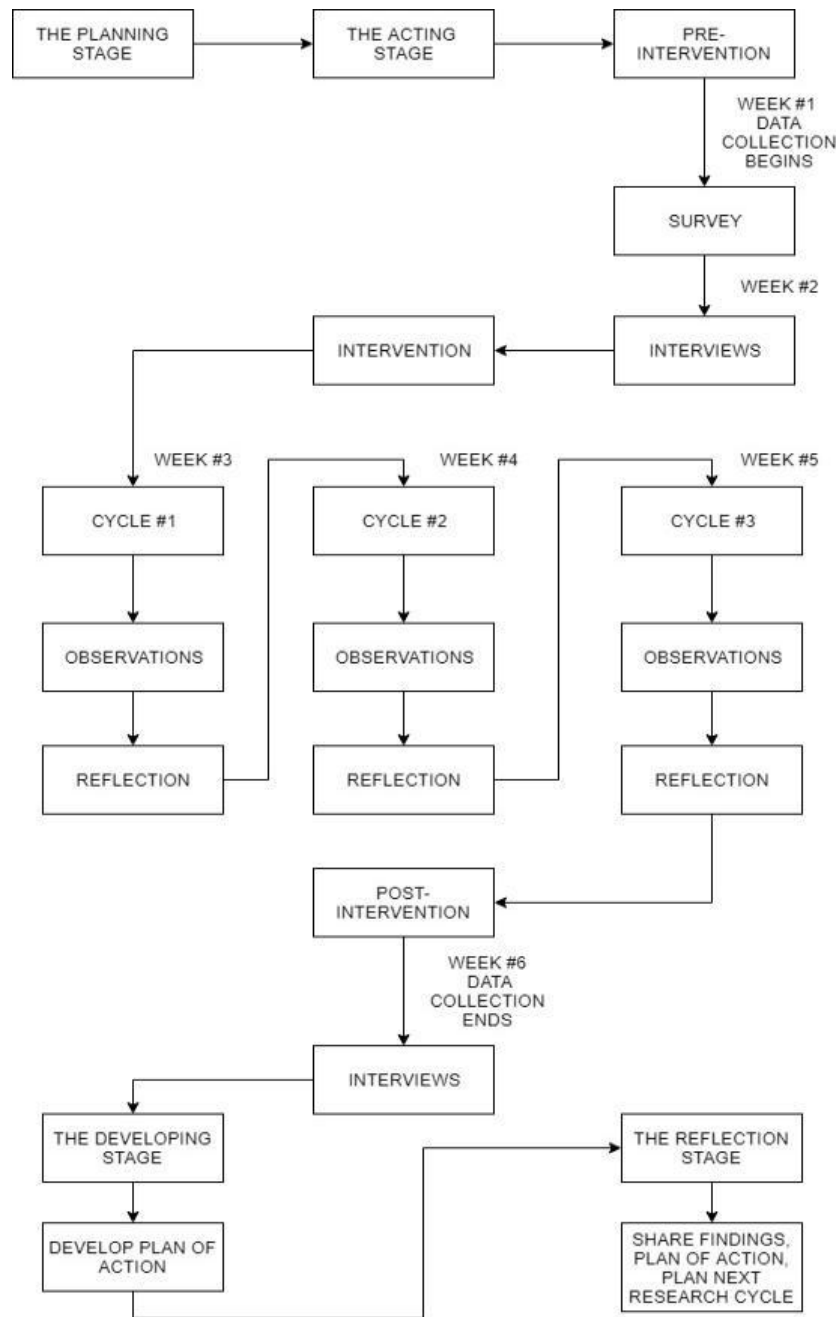 THE PLANNING
STAGE
THE ACTING
STAGE
PRE-
INTERVENTION
WEEK #1
DATA
COLLECTION
BEGINS
SURVEY
WEEK #2
INTERVIEWS
INTERVENTION
WEEK #3
WEEK #4
WEEK #5
CYCLE #1
CYCLE #2
CYCLE #3
OBSERVATIONS
OBSERVATIONS
OBSERVATIONS
REFLECTION
REFLECTION
REFLECTION
POST-
INTERVENTION
WEEK #6
DATA
COLLECTION
ENDS
INTERVIEWS
THE DEVELOPING
STAGE
DEVELOP PLAN OF
ACTION
THE REFLECTION
STAGE
SHARE FINDINGS,
PLAN OF ACTION,
PLAN NEXT
RESEARCH CYCLE